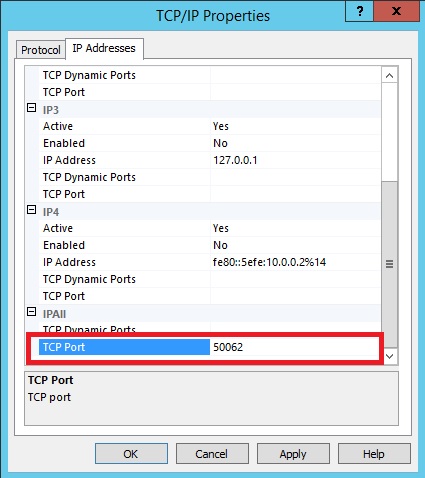 TCP/IP Properties
? X
Protocol IP Addresses
TCP Dynamic Ports
TCP Port
IP3
Active Yes
Enabled No
IP Address 127.0.0.1
TCP Dynamic Ports
TCP Port
IP4
Active Yes
Enabled No
IP Address fe80::5efe:10.0.0.2%14
TCP Dynamic Ports
TCP Port
IPAll
TCP Dynamic Ports
TCP Port 50062
TCP Port
TCP port
OK Cancel Apply Help